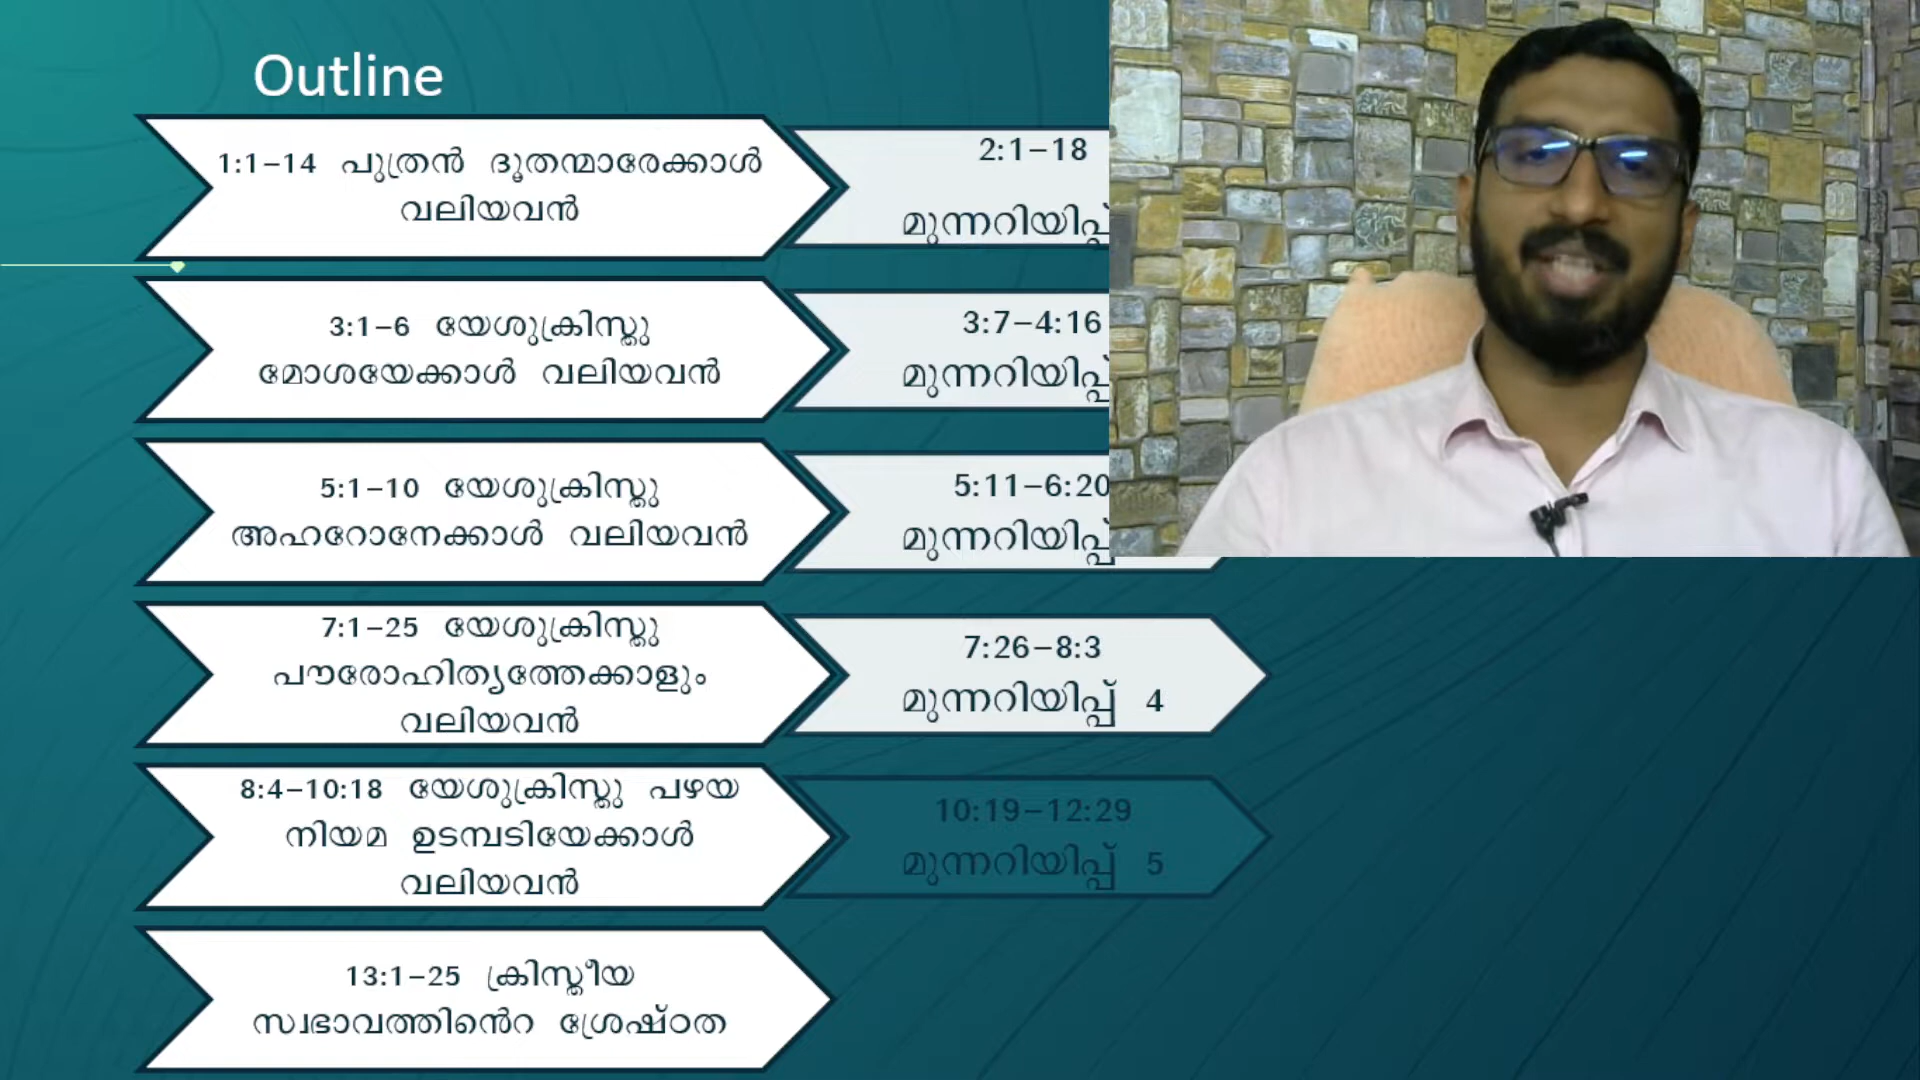 Outline
1:1–14 പുത്രൻ ദൂതന്മാരേക്കാൾ
വലിയവൻ
2:1–18
മുന്നറിയിപ്പ്
3:1–6 യേശുക്രിസ്തു
മോശയേക്കാൾ വലിയവൻ
3:7–4:16
മുന്നറിയിപ്പ്
5:1–10 യേശുക്രിസ്തു
അഹറോനേക്കാൾ വലിയവൻ
5:11–6:20
മുന്നറിയിപ്പ്
7:1–25 യേശുക്രിസ്തു
പൗരോഹിത്യത്തേക്കാളും
വലിയവൻ
7:26–8:3
മുന്നറിയിപ്പ് 4
8:4–10:18 യേശുക്രിസ്തു പഴയ
നിയമ ഉടമ്പടിയേക്കാൾ
വലിയവൻ
10:19–12:29
മുന്നറിയിപ്പ് 5
13:1–25 ക്രിസ്തീയ
സ്വഭാവത്തിൻെറ ശ്രേഷ്ഠത